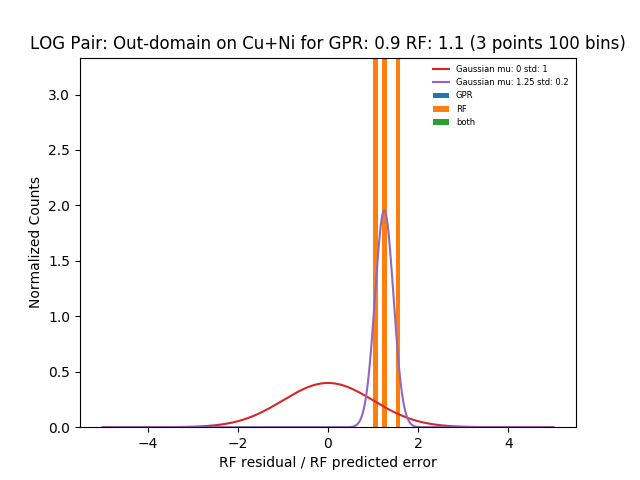 LOG Pair: Out-domain on Cu+Ni for GPR: 0.9 RF: 1.1 (3 points 100 bins)
Gaussian mu: 0 std: 1
Gaussian mu: 1.25 std: 0.2
GPR
RF
both
Normalized Counts
3.0
2.5
2.0
1.5
1.0
0.5
0.0
−4
−2
0
2
4
RF residual / RF predicted error